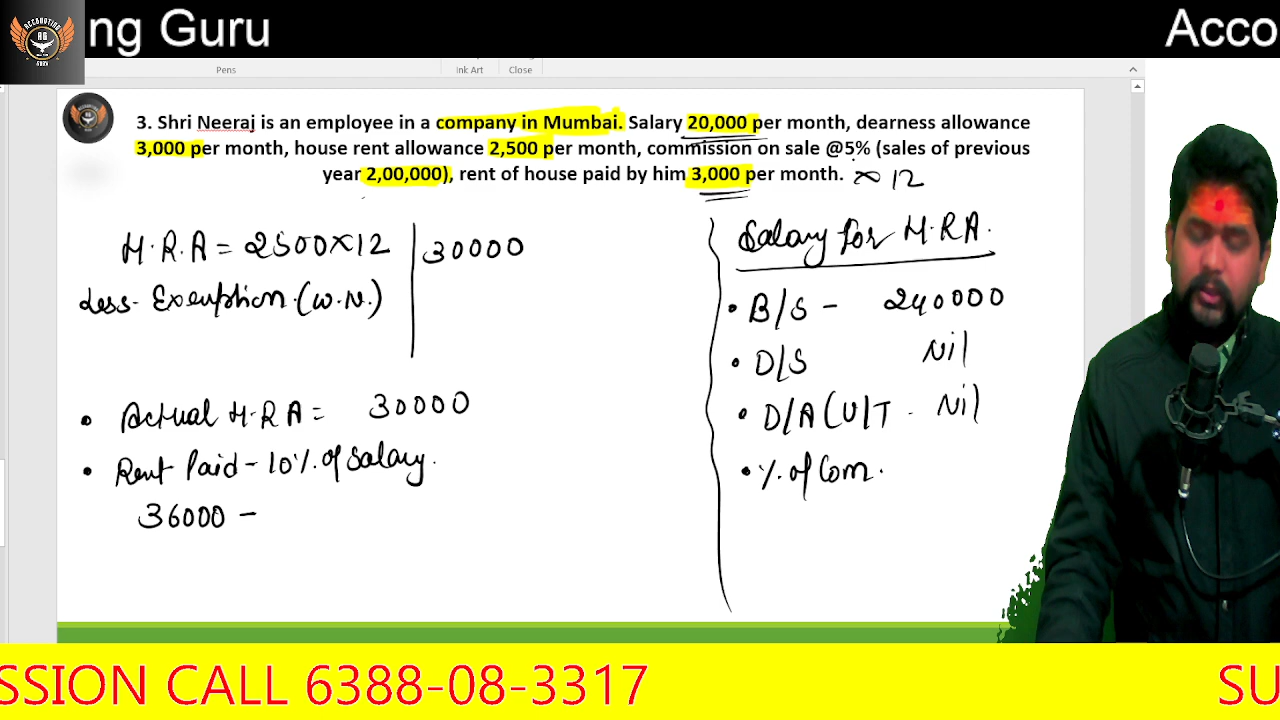 ng Guru
Acco
ACCOUNTING
AG
GURU
Pens
Ink Art
Close
3. Shri Neeraj is an employee in a company in Mumbai. Salary 20,000 per month, dearness allowance
3,000 per month, house rent allowance 2,500 per month, commission on sale @5% (sales of previous
year 2,00,000), rent of house paid by him 3,000 per month. × 12
H.R.A = 2500×12 | 30000
Less- Exemption (W.N.)
• Actual H.R.A = 30000
• Rent Paid - 10% of Salary.
36000 -
Salary for H.R.A.
• B/S - 240000
• D/S Nil
• D/A (U/T - Nil
• % of Com.
SSION CALL 6388-08-3317
SU